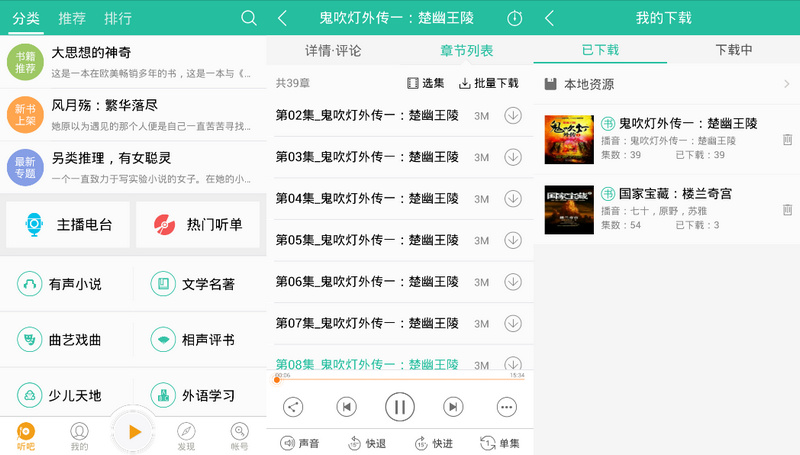 分类 推荐 排行
书籍推荐
大思想的神奇
这是一本在欧美畅销多年的书，这是一本与《...
新书上架
风月殇：繁华落尽
她原以为遇见的那个人便是自己一直苦苦寻找...
最新专题
另类推理，有女聪灵
一个一直致力于写实验小说的女子。在她的小...
主播电台 热门听单
有声小说 文学名著
曲艺戏曲 相声评书
少儿天地 外语学习
听吧 我的 发现 帐号
鬼吹灯外传一：楚幽王陵
详情·评论 章节列表
共39章 选集 批量下载
第02集_鬼吹灯外传一：楚幽王陵 3M
第03集_鬼吹灯外传一：楚幽王陵 3M
第04集_鬼吹灯外传一：楚幽王陵 3M
第05集_鬼吹灯外传一：楚幽王陵 3M
第06集_鬼吹灯外传一：楚幽王陵 3M
第07集_鬼吹灯外传一：楚幽王陵 3M
第08集_鬼吹灯外传一：楚幽王陵 3M
00:06 15:34
声音 15 快退 15 快进 1 单集
我的下载
已下载 下载中
本地资源
鬼吹灯外传
书 鬼吹灯外传一：楚幽王陵
播音：鬼吹灯外传一：楚幽王陵
集数：39 已下载：39
国家宝藏
书 国家宝藏：楼兰奇宫
播音：七十，原野，苏雅
集数：54 已下载：3